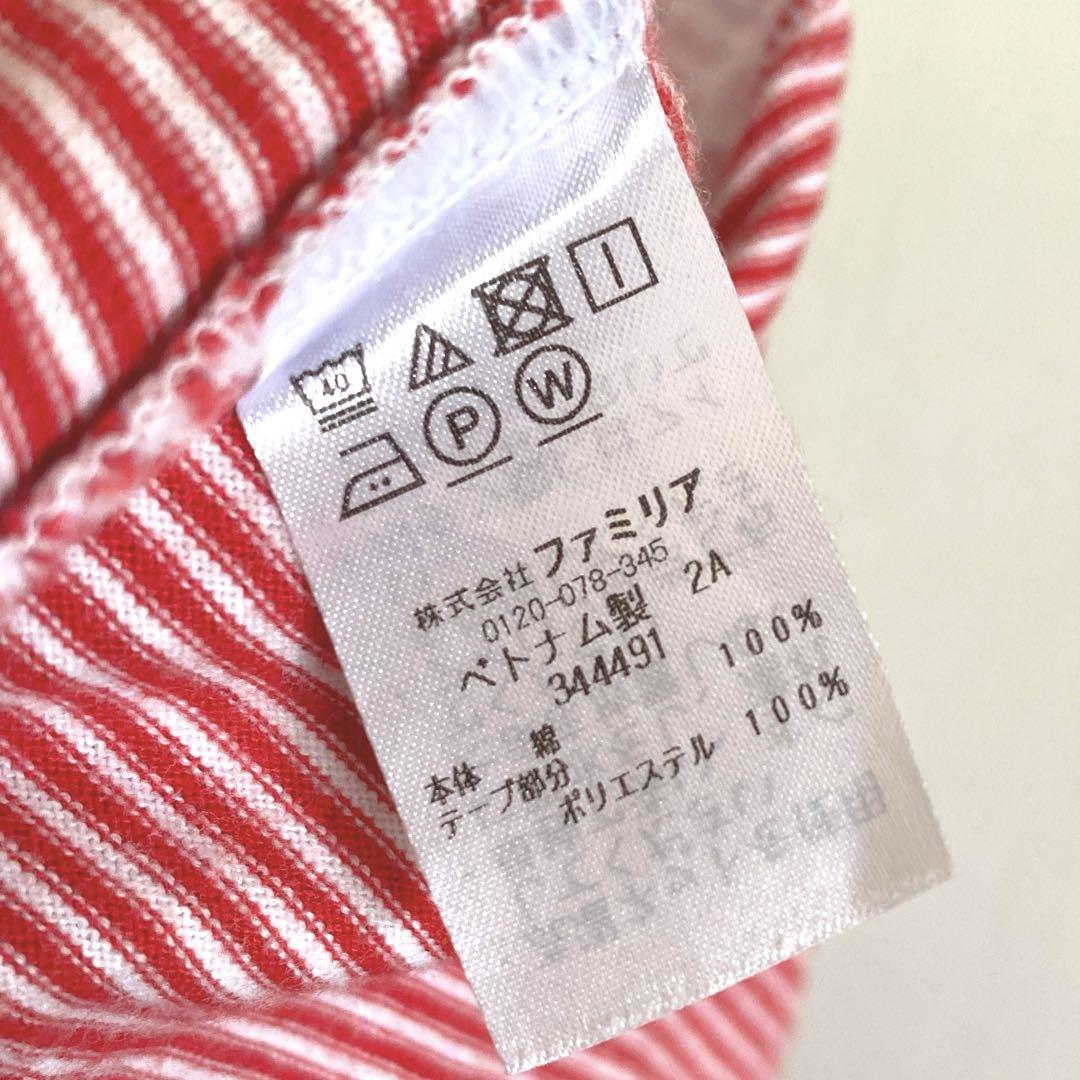 40
P W
株式会社 ファミリア
0120-078-345
ベトナム製 2A
344491
本体 綿 100%
テープ部分
ポリエステル 100%